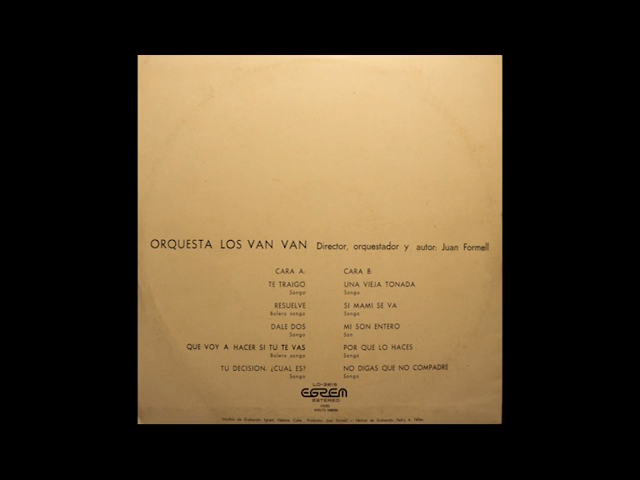 ORQUESTA LOS VAN VAN Director, orquestador y autor: Juan Formell
CARA A:
TE TRAIGO
Songo
RESUELVE
Bolero songo
DALE DOS
Songo
QUE VOY A HACER SI TU TE VAS
Bolero songo
TU DECISION. ¿CUAL ES?
Songo
CARA B:
UNA VIEJA TONADA
Songo
SI MAMI SE VA
Songo
MI SON ENTERO
Son
POR QUE LO HACES
Songo
NO DIGAS QUE NO COMPADRE
Songo
EGREM
ESTEREO